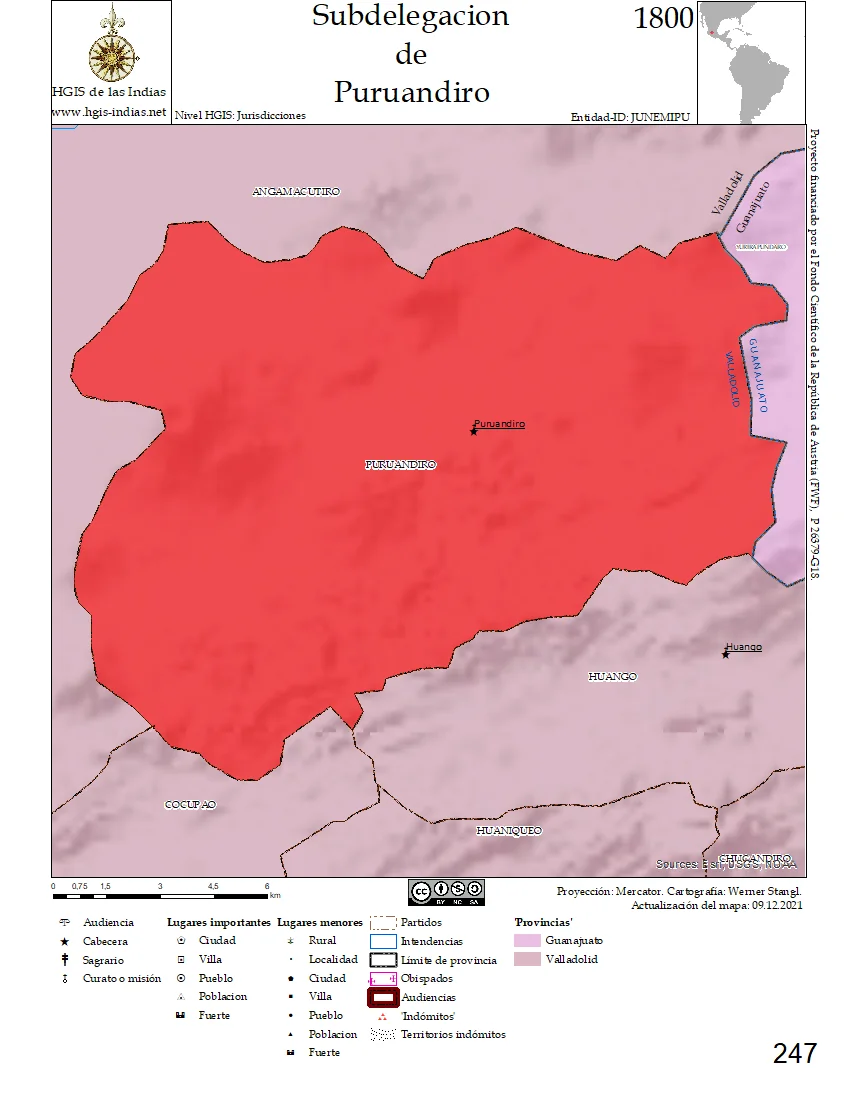 Subdelegacion
de
Puruandiro
1800
HGIS de las Indias
www.hgis-indias.net
Nivel HGIS: Jurisdicciones
Entidad-ID: JUNEMIPU
Proyecto financiado por el Fondo Científico de la República de Austria (FWF), P 26379-G18.
ANGAMACUTIRO
Valladolid
Guanajuato
YURIRAPUNDARO
GUANAJUATO
VALLADOLID
Puruandiro
PURUANDIRO
Huango
HUANGO
COCUPAO
HUANIQUEO
CHUCANDIRO
Sources: Esri, USGS, NOAA
0 0,75 1,5 3 4,5 6
km
CC BY NC SA
Proyección: Mercator. Cartografía: Werner Stangl.
Actualización del mapa: 09.12.2021
Audiencia
Cabecera
Sagrario
Curato o misión
Lugares importantes
Ciudad
Villa
Pueblo
Poblacion
Fuerte
Lugares menores
Rural
Localidad
Ciudad
Villa
Pueblo
Poblacion
Fuerte
Partidos
Intendencias
Límite de provincia
Obispados
Audiencias
'Indómitos'
Territorios indómitos
'Provincias'
Guanajuato
Valladolid
247